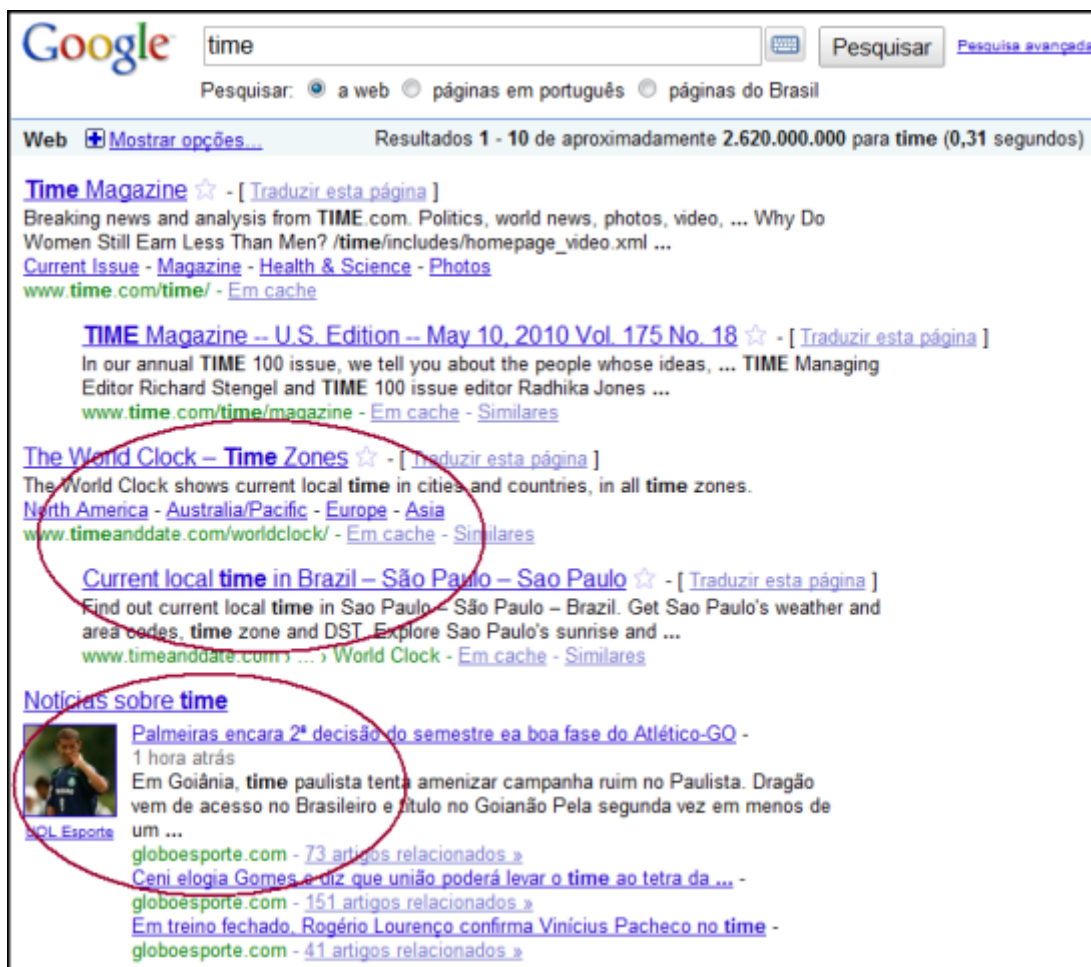 Google time Pesquisar Pesquisa avançada
Pesquisar: a web páginas em português páginas do Brasil
Web Mostrar opções... Resultados 1 - 10 de aproximadamente 2.620.000.000 para time (0,31 segundos)
Time Magazine - [ Traduzir esta página ]
Breaking news and analysis from TIME.com. Politics, world news, photos, video, ... Why Do
Women Still Earn Less Than Men? /time/includes/homepage_video.xml ...
Current Issue - Magazine - Health & Science - Photos
www.time.com/time/ - Em cache
TIME Magazine -- U.S. Edition -- May 10, 2010 Vol. 175 No. 18 - [ Traduzir esta página ]
In our annual TIME 100 issue, we tell you about the people whose ideas, ... TIME Managing
Editor Richard Stengel and TIME 100 issue editor Radhika Jones ...
www.time.com/time/magazine - Em cache - Similares
The World Clock – Time Zones - [ Traduzir esta página ]
The World Clock shows current local time in cities and countries, in all time zones.
North America - Australia/Pacific - Europe - Asia
www.timeanddate.com/worldclock/ - Em cache - Similares
Current local time in Brazil – São Paulo – Sao Paulo - [ Traduzir esta página ]
Find out current local time in Sao Paulo – São Paulo – Brazil. Get Sao Paulo's weather and
area codes, time zone and DST. Explore Sao Paulo's sunrise and ...
www.timeanddate.com › ... › World Clock - Em cache - Similares
Notícias sobre time
Palmeiras encara 2ª decisão do semestre ea boa fase do Atlético-GO -
1 hora atrás
Em Goiânia, time paulista tenta amenizar campanha ruim no Paulista. Dragão
vem de acesso no Brasileiro e título no Goianão Pela segunda vez em menos de
UOL Esporte um ...
globoesporte.com - 73 artigos relacionados »
Ceni elogia Gomes e diz que união poderá levar o time ao tetra da ... -
globoesporte.com - 151 artigos relacionados »
Em treino fechado, Rogério Lourenço confirma Vinícius Pacheco no time -
globoesporte.com - 41 artigos relacionados »